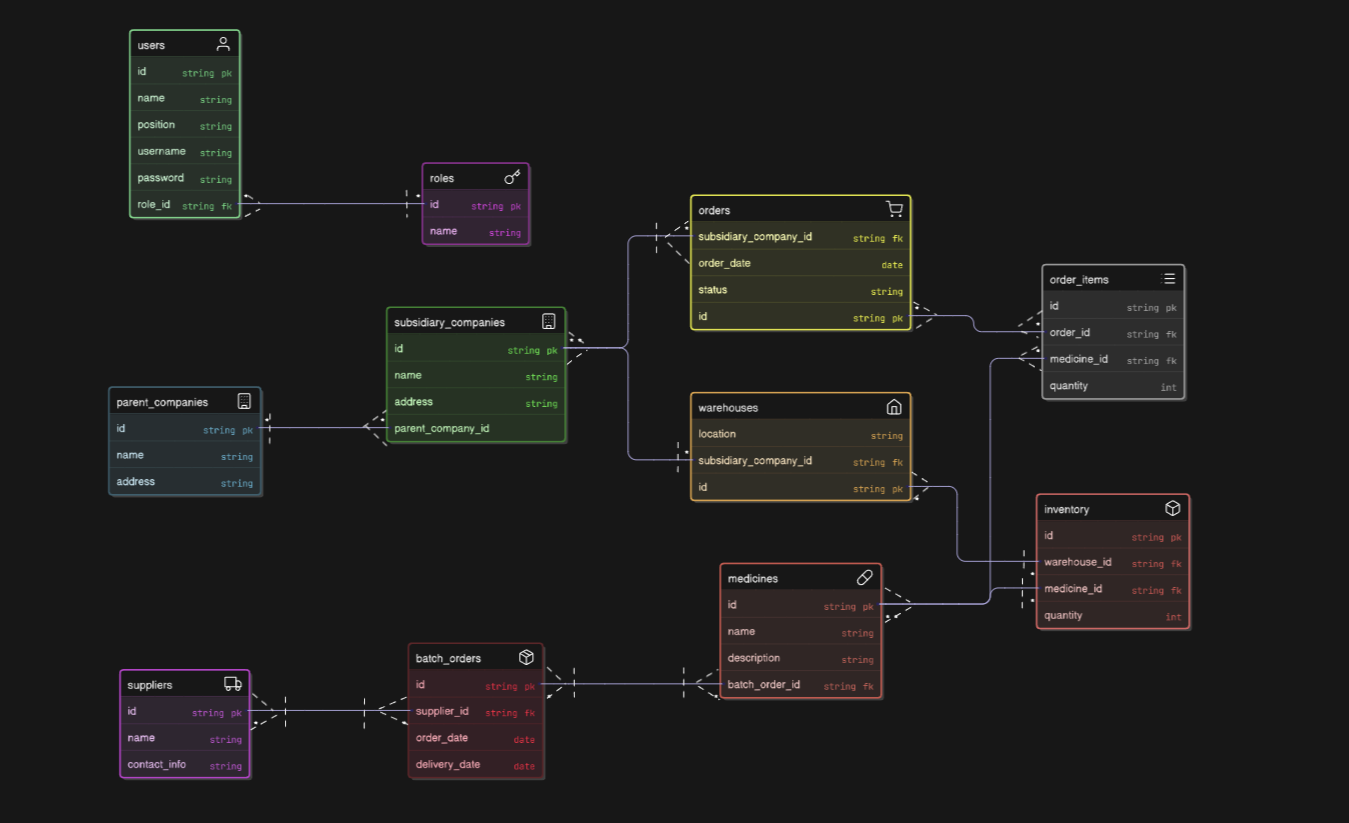 users
id string pk
name string
position string
username string
password string
role_id string fk
roles
id string pk
name string
orders
subsidiary_company_id string fk
order_date date
status string
id string pk
order_items
id string pk
order_id string fk
medicine_id string fk
quantity int
subsidiary_companies
id string pk
name string
address string
parent_company_id
parent_companies
id string pk
name string
address string
warehouses
location string
subsidiary_company_id string fk
id string pk
inventory
id string pk
warehouse_id string fk
medicine_id string fk
quantity int
medicines
id string pk
name string
description string
batch_order_id string fk
batch_orders
id string pk
supplier_id string fk
order_date date
delivery_date date
suppliers
id string pk
name string
contact_info string